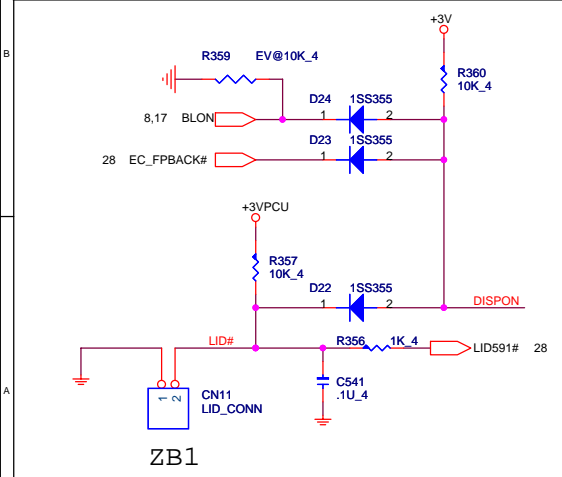 +3V
B
R359 EV@10K_4
R360
10K_4
D24 1SS355
8,17 BLON 1 2
D23 1SS355
28 EC_FPBACK# 1 2
+3VPCU
R357
10K_4
D22 1SS355
1 2 DISPON
LID# R356 1K_4 LID591# 28
A
1 2
CN11
LID_CONN
C541
.1U_4
ZB1